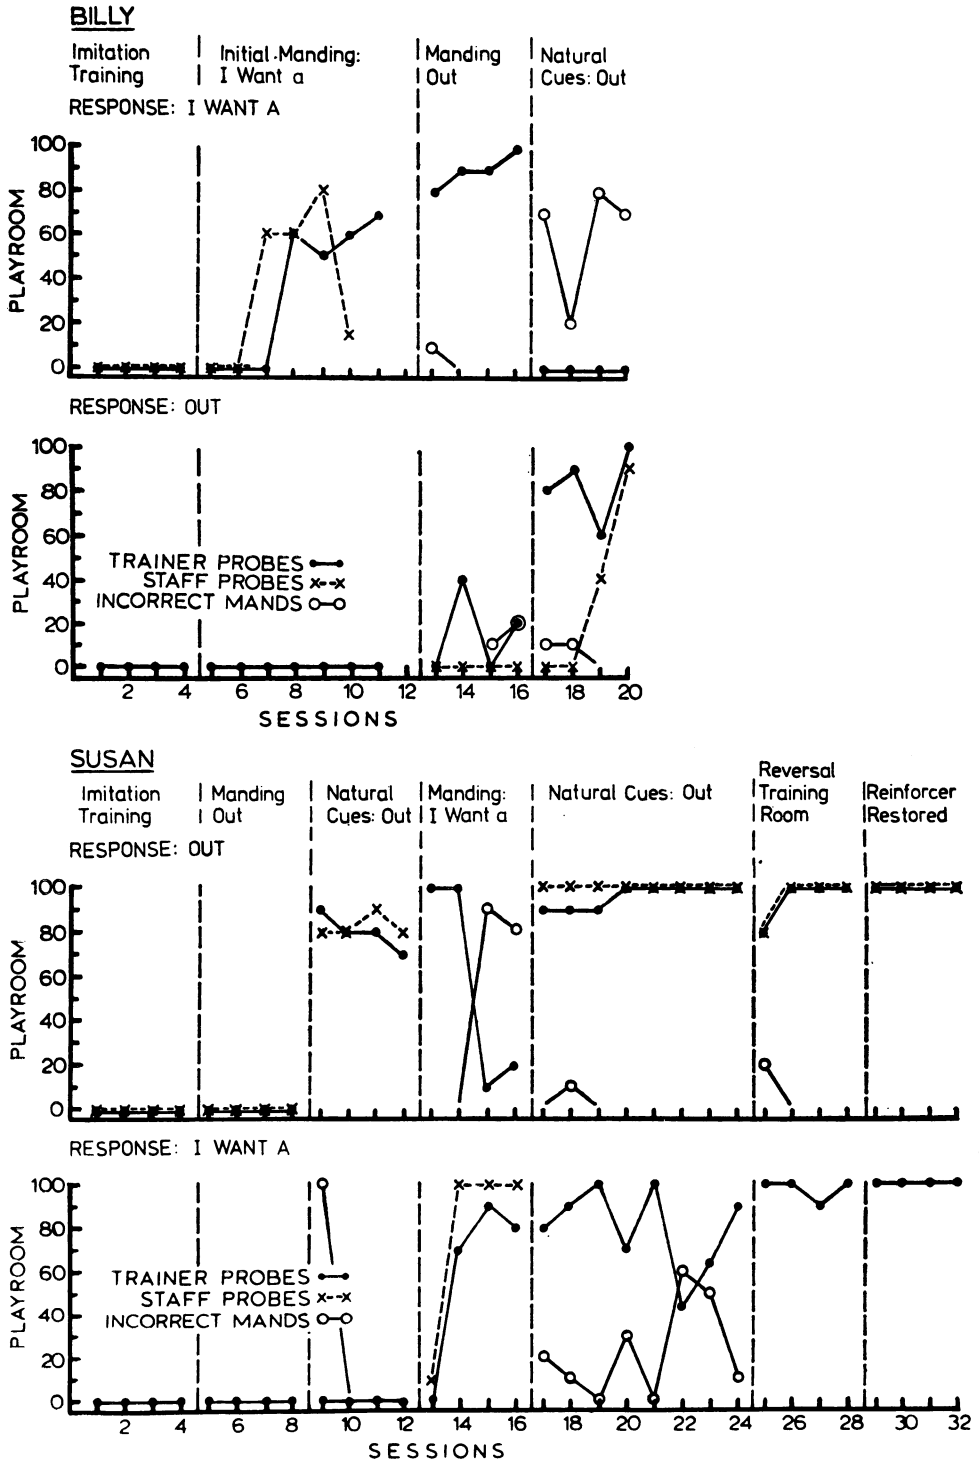 BILLY
Imitation Training
Initial Manding: I Want a
Manding Out
Natural Cues: Out
RESPONSE: I WANT A
PLAYROOM
100
80
60
40
20
0
RESPONSE: OUT
PLAYROOM
100
80
60
40
20
0
TRAINER PROBES
STAFF PROBES
INCORRECT MANDS
2 4 6 8 10 12 14 16 18 20
SESSIONS
SUSAN
Imitation Training
Manding Out
Natural Cues: Out
Manding: I Want a
Natural Cues: Out
Reversal Training Room
Reinforcer Restored
RESPONSE: OUT
PLAYROOM
100
80
60
40
20
0
RESPONSE: I WANT A
PLAYROOM
100
80
60
40
20
0
TRAINER PROBES
STAFF PROBES
INCORRECT MANDS
2 4 6 8 10 12 14 16 18 20 22 24 26 28 30 32
SESSIONS